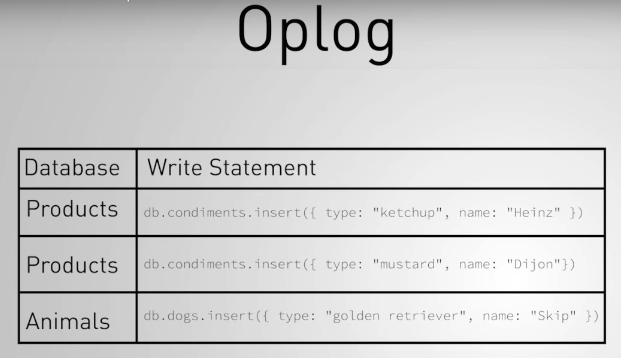 Oplog
Database Write Statement
Products db.condiments.insert({ type: "ketchup", name: "Heinz" })
Products db.condiments.insert({ type: "mustard", name: "Dijon"})
Animals db.dogs.insert({ type: "golden retriever", name: "Skip" })